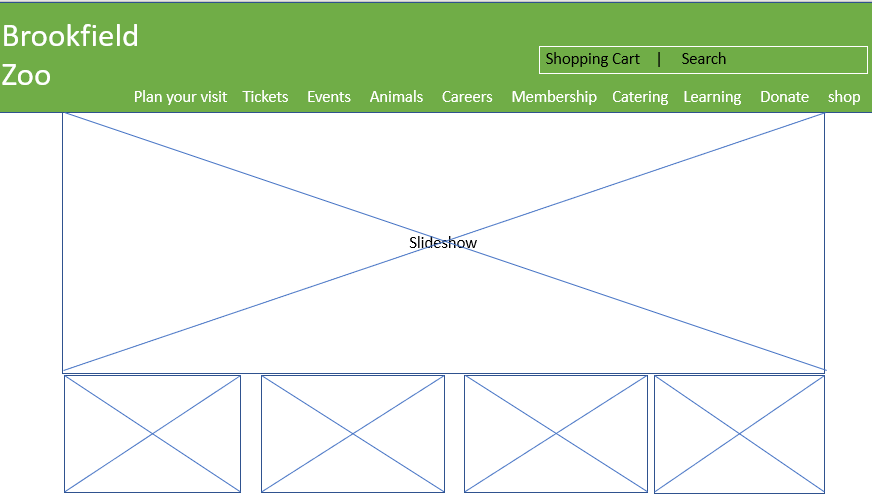 Brookfield
Zoo
Shopping Cart | Search
Plan your visit Tickets Events Animals Careers Membership Catering Learning Donate shop
Slideshow